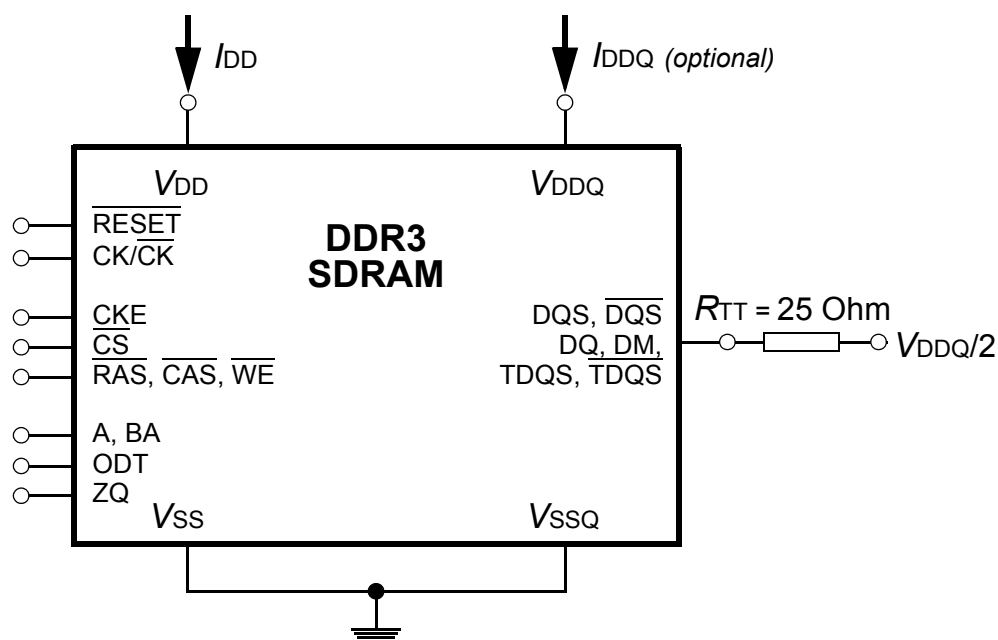 IDD
IDDQ (optional)
VDD
VDDQ
RESET
CK/CK
DDR3
SDRAM
CKE
CS
RAS, CAS, WE
DQS, DQS
DQ, DM,
TDQS, TDQS
RTT = 25 Ohm
VDDQ/2
A, BA
ODT
ZQ
VSS
VSSQ